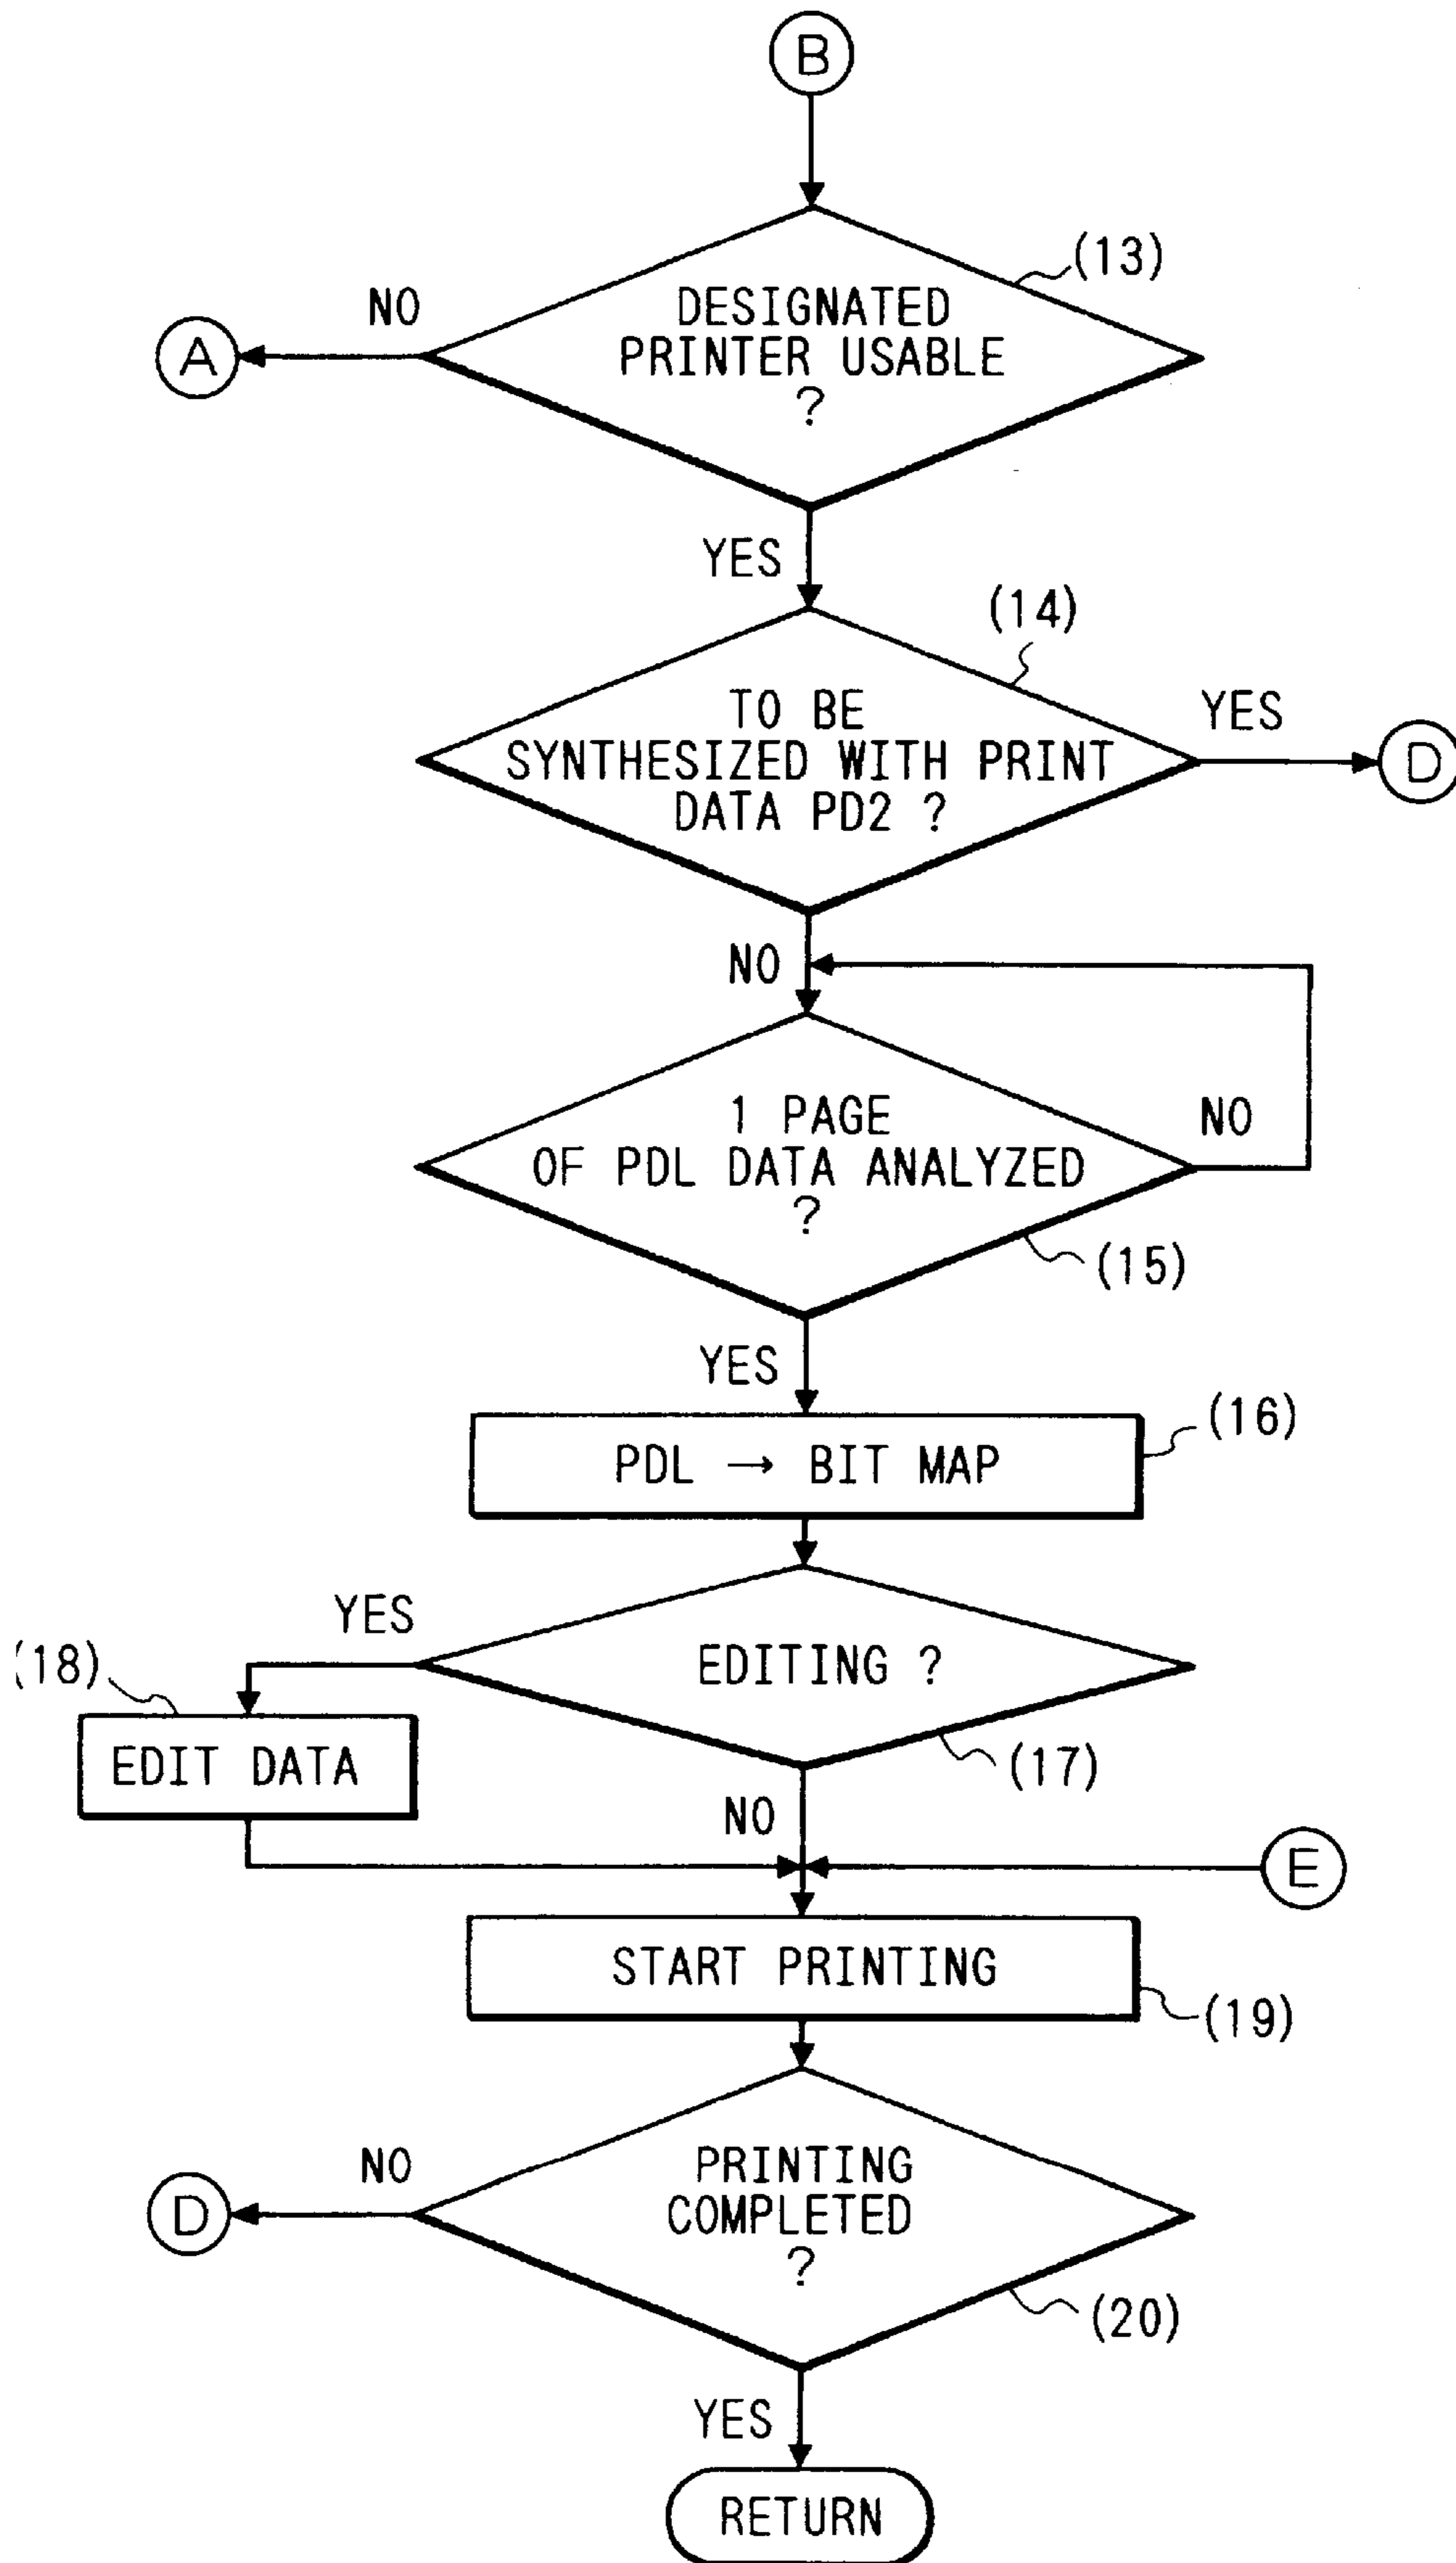 B
(13)
NO
DESIGNATED
PRINTER USABLE
?
A
YES
(14)
TO BE
SYNTHESIZED WITH PRINT
DATA PD2 ?
YES
D
NO
1 PAGE
OF PDL DATA ANALYZED
?
NO
(15)
YES
PDL → BIT MAP
(16)
YES
EDITING ?
(18)
EDIT DATA
(17)
NO
E
START PRINTING
(19)
NO
PRINTING
COMPLETED
?
D
(20)
YES
RETURN